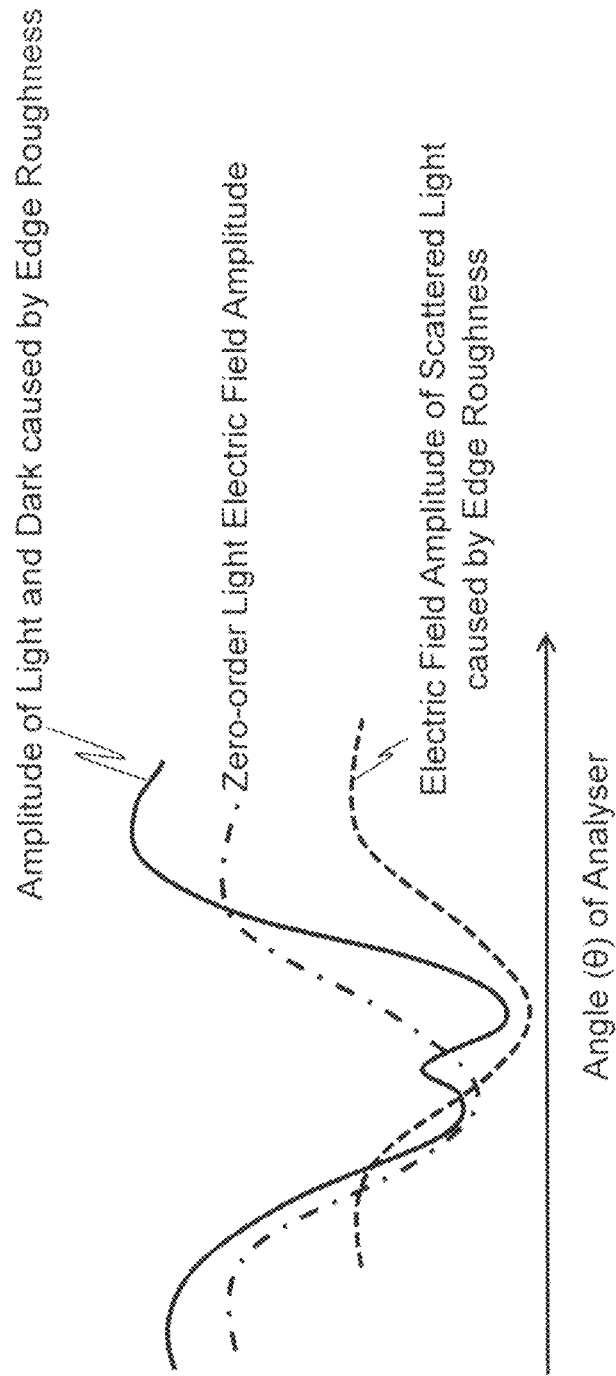 Amplitude of Light and Dark caused by Edge Roughness
Zero-order Light Electric Field Amplitude
Electric Field Amplitude of Scattered Light
caused by Edge Roughness
Angle (θ) of Analyser